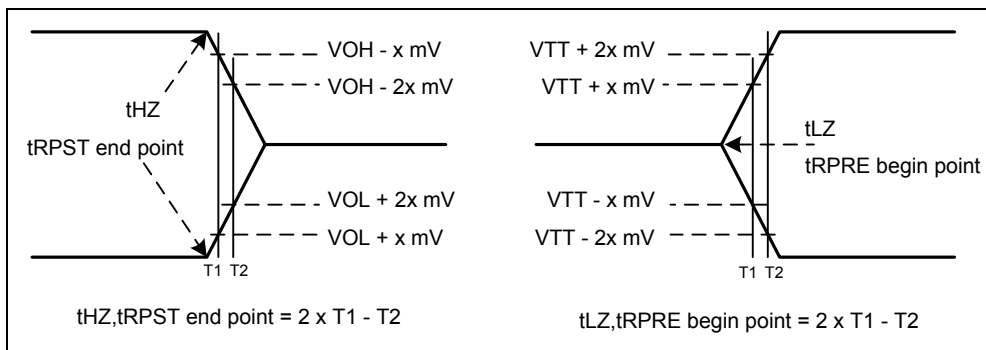 VOH - x mV
VOH - 2x mV
tHZ
tRPST end point
VOL + 2x mV
VOL + x mV
T1 T2
tHZ,tRPST end point = 2 x T1 - T2
VTT + 2x mV
VTT + x mV
tLZ
tRPRE begin point
VTT - x mV
VTT - 2x mV
T1 T2
tLZ,tRPRE begin point = 2 x T1 - T2